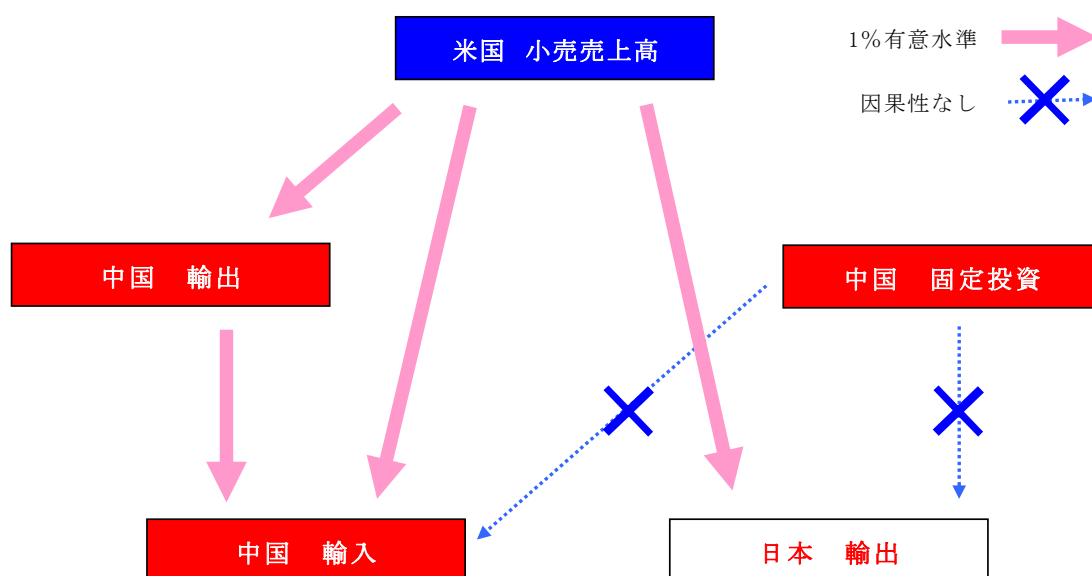 米国 小売売上高
1%有意水準
因果性なし
中国 輸出
中国 固定投資
中国 輸入
日本 輸出